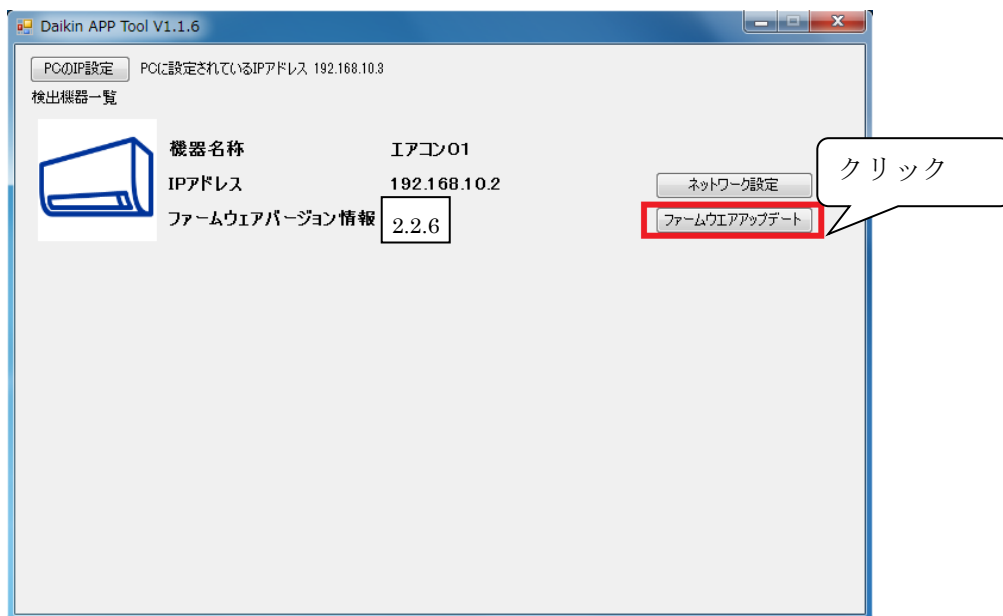 Daikin APP Tool V1.1.6
PCのIP設定 PCに設定されているIPアドレス 192.168.10.3
検出機器一覧
機器名称 エアコン01
IPアドレス 192.168.10.2
ネットワーク設定
ファームウェアバージョン情報 2.2.6
ファームウエアアップデート
クリック